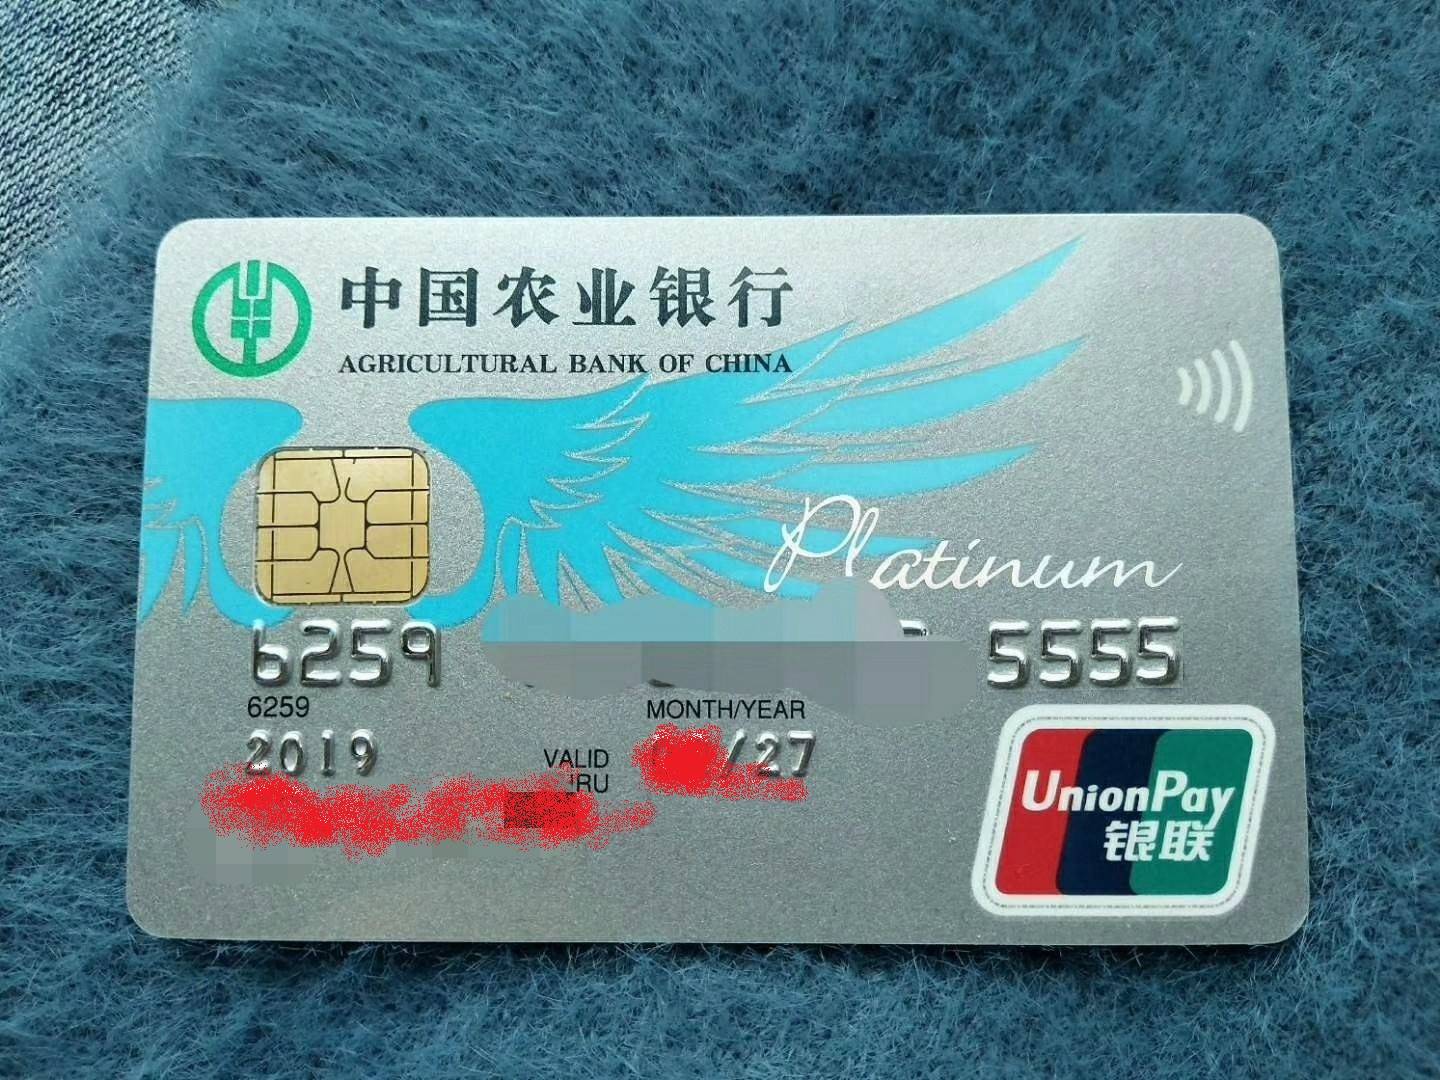 中国农业银行
AGRICULTURAL BANK OF CHINA
Platinum
6259 5555
6259
MONTH/YEAR
2019
VALID
/27
UnionPay
银联